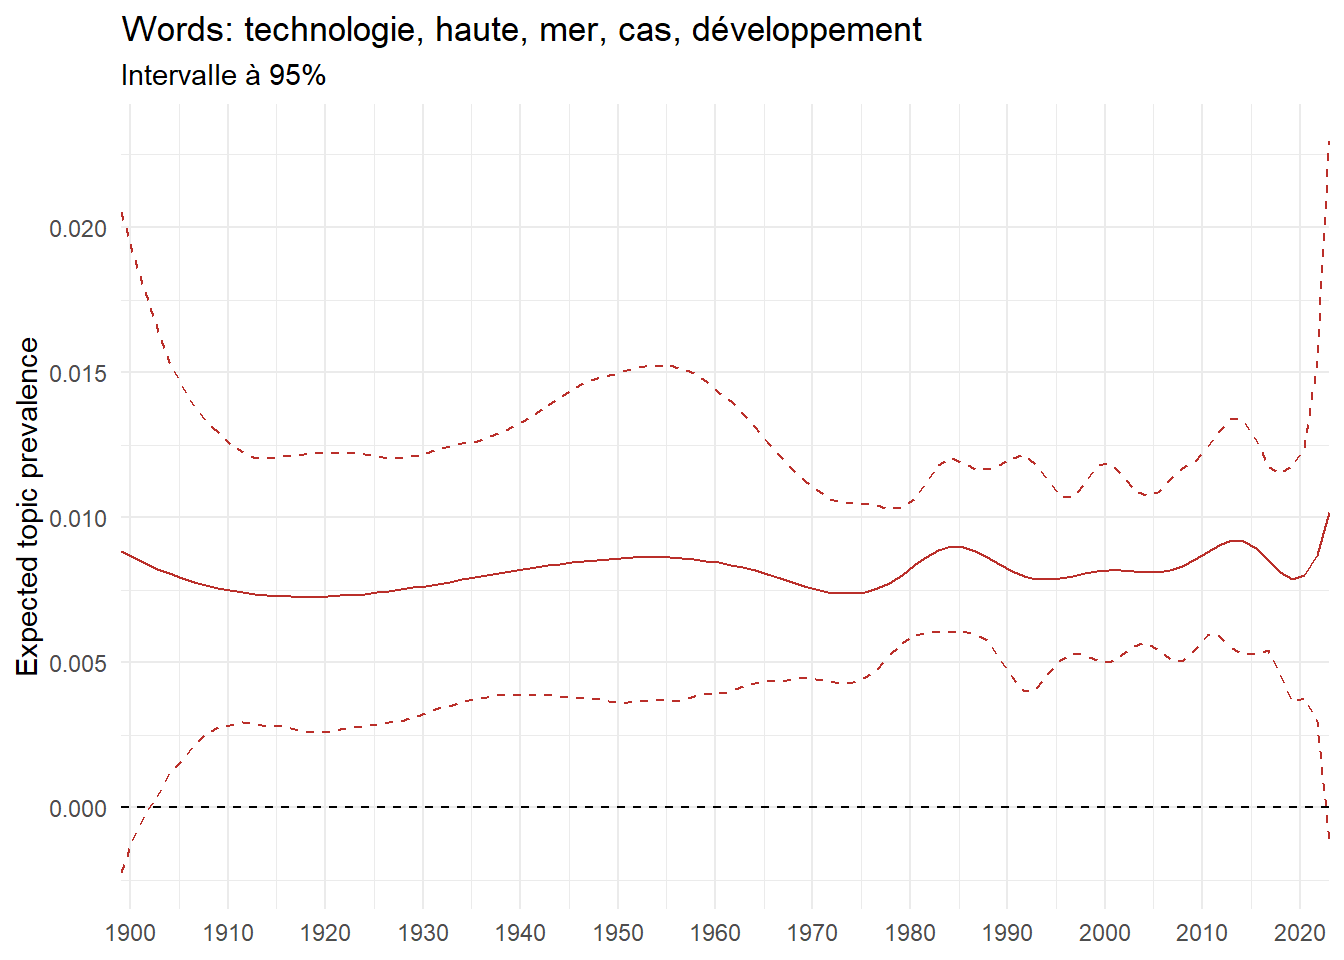 Words: technologie, haute, mer, cas, développement
Intervalle à 95%
Expected topic prevalence
0.020
0.015
0.010
0.005
0.000
1900 1910 1920 1930 1940 1950 1960 1970 1980 1990 2000 2010 2020